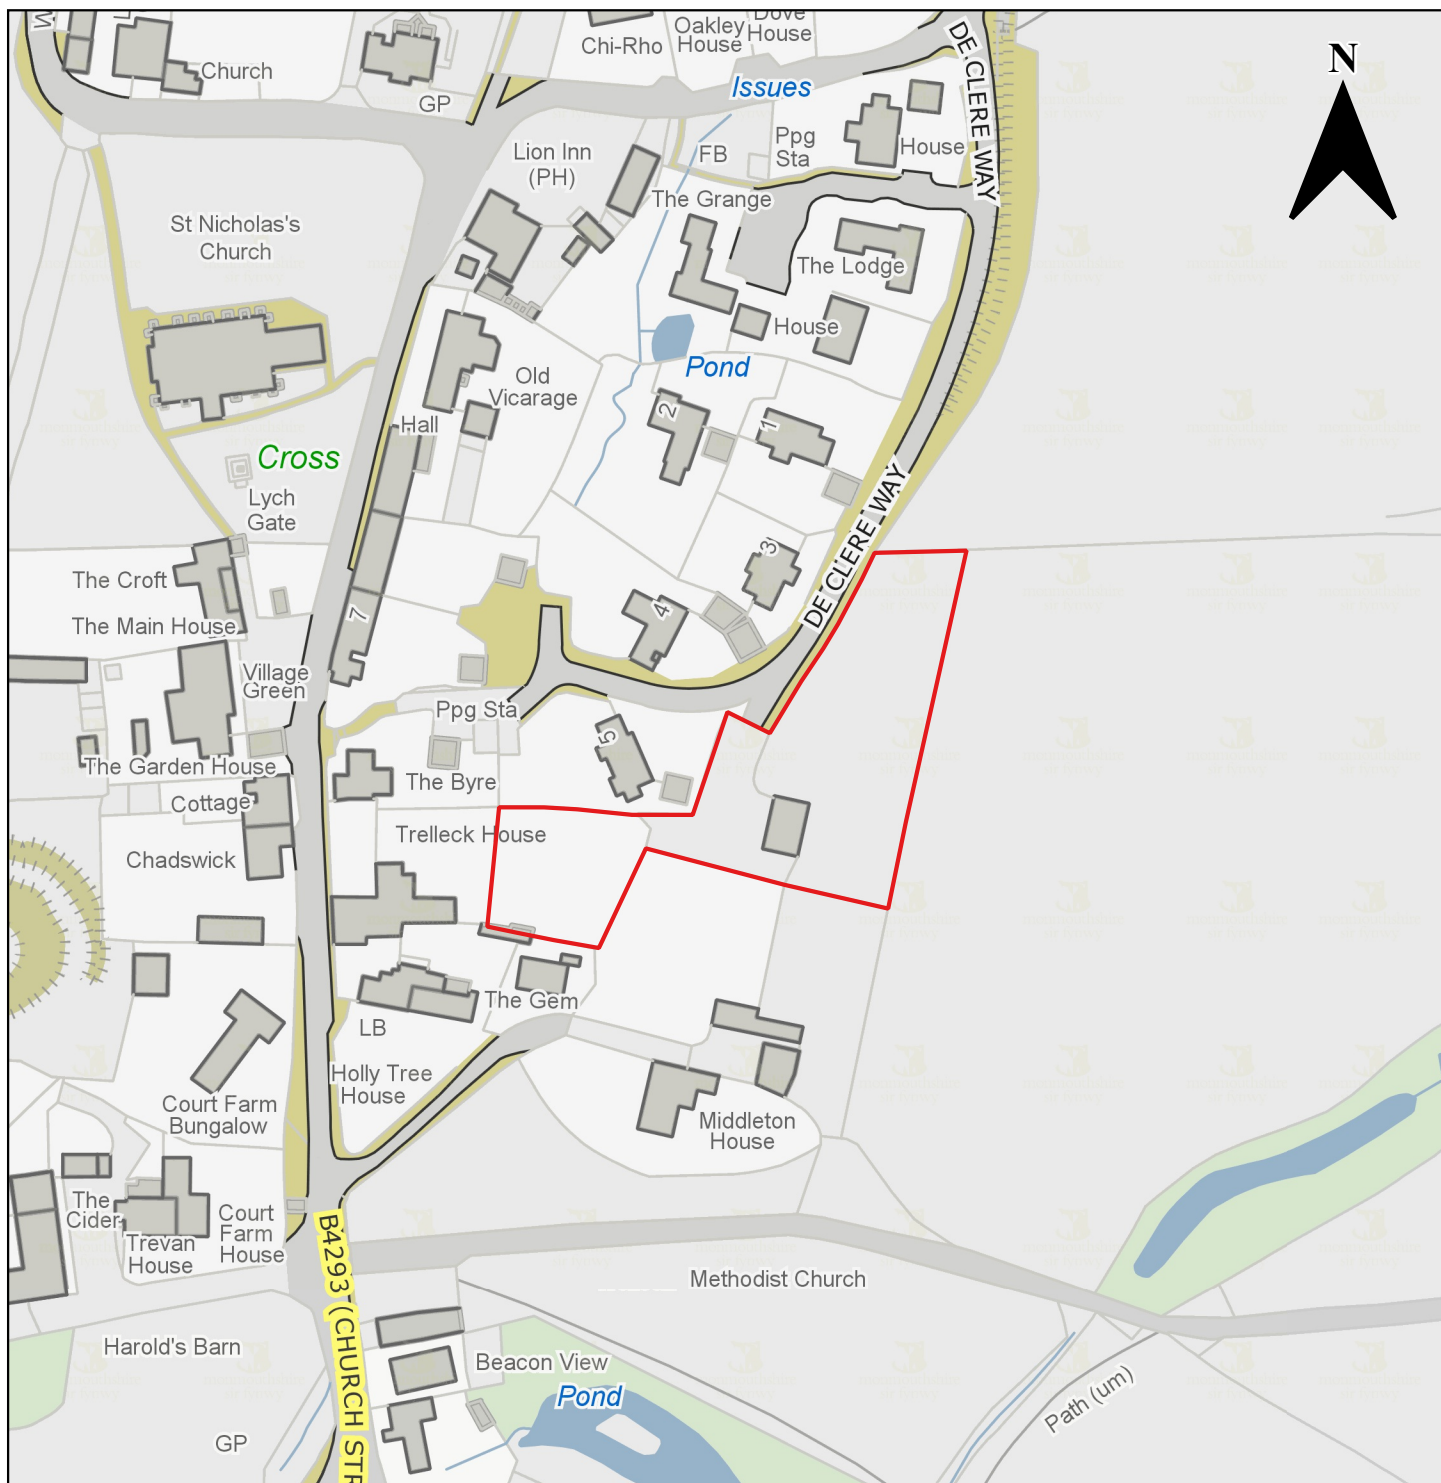 Church
GP
Chi-Rho
Oakley
House
Dove
House
Issues
DE CLERE WAY
N
Lion Inn
(PH)
FB
Ppg
Sta
House
The Grange
St Nicholas's
Church
The Lodge
House
Pond
Old
Vicarage
Hall
2
1
Cross
Lych
Gate
DE CLERE WAY
3
The Croft
4
7
The Main House
Village
Green
Ppg Sta
5
The Garden House
The Byre
Cottage
Trelleck House
Chadswick
The Gem
LB
Holly Tree
House
Court Farm
Bungalow
Middleton
House
The
Cider
Court
Farm
House
Trevan
House
B4293 (CHURCH STR
Methodist Church
Harold's Barn
Beacon View
Pond
Path (um)
GP